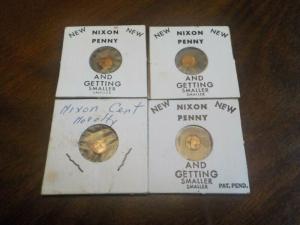 NEW NIXON NEW
PENNY
AND
GETTING
SMALLER
SMALLER
NEW NIXON NEW
PENNY
AND
GETTING
SMALLER
SMALLER
Nixon Cent
Novelty
NEW NIXON NEW
PENNY
AND
GETTING
SMALLER
SMALLER
PAT. PEND.